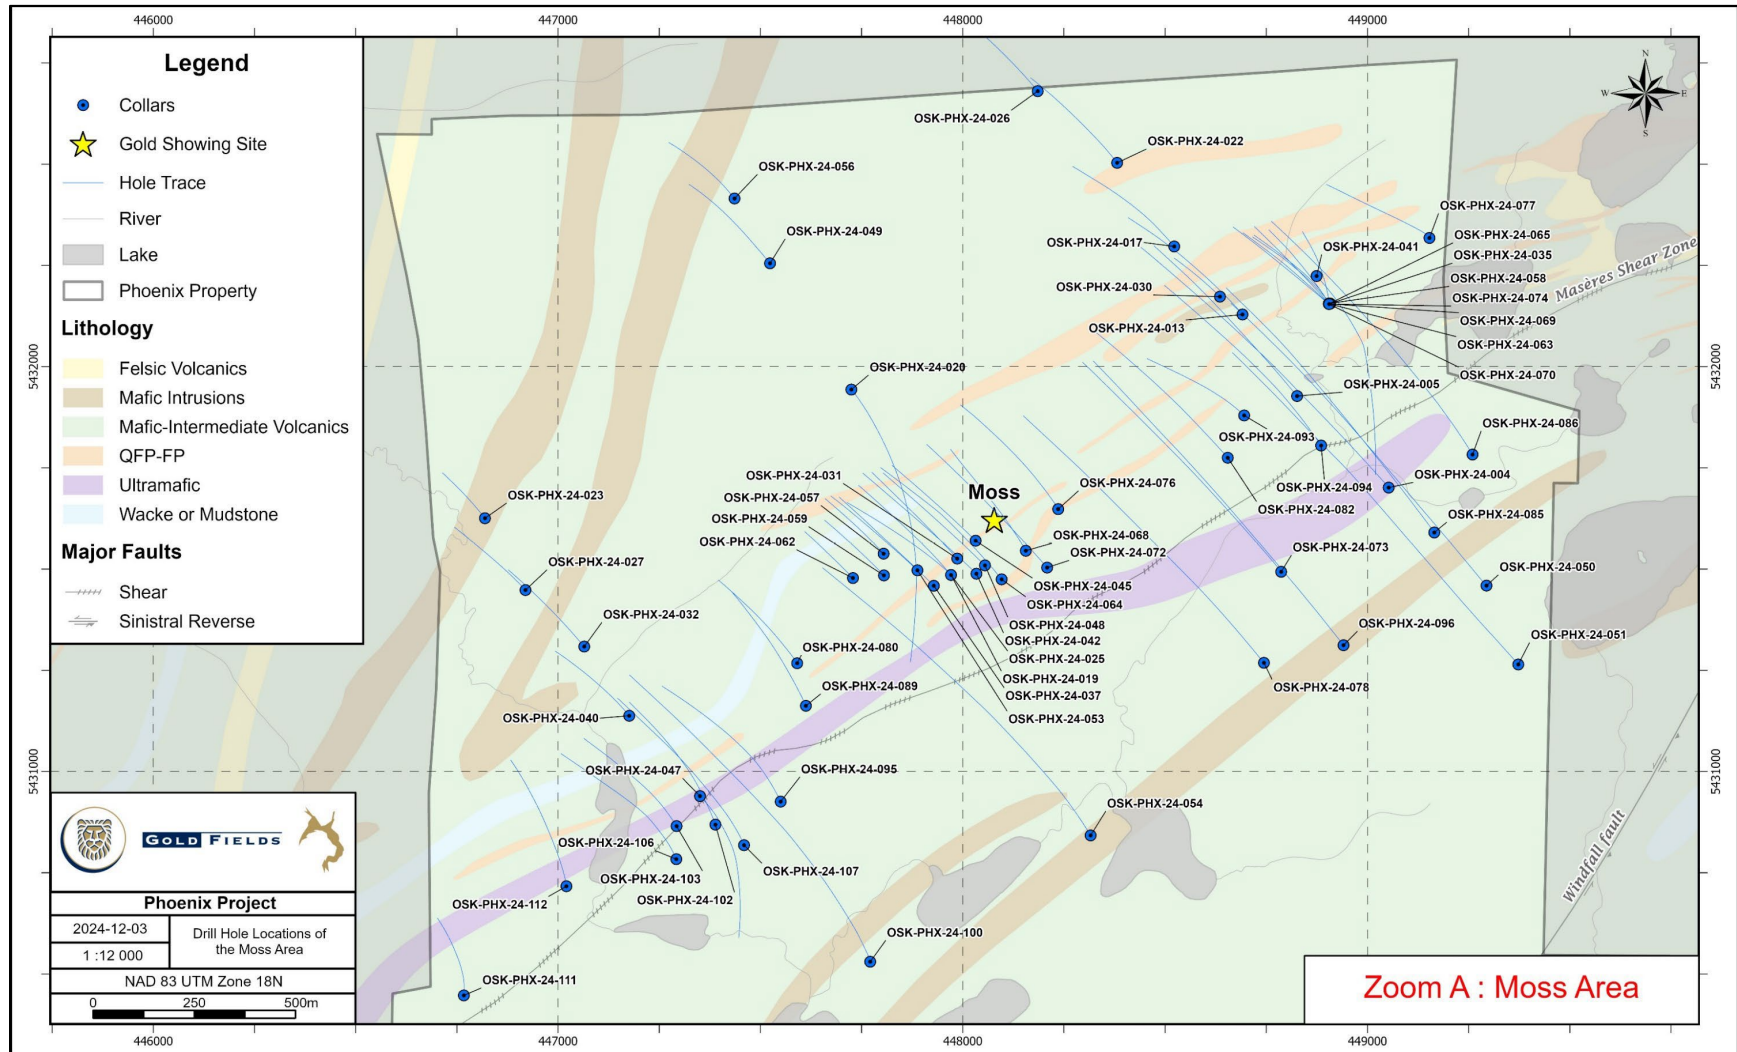 446000
447000
448000
449000
Legend
Collars
Gold Showing Site
Hole Trace
River
Lake
Phoenix Property
Lithology
Felsic Volcanics
Mafic Intrusions
Mafic-Intermediate Volcanics
QFP-FP
Ultramafic
Wacke or Mudstone
Major Faults
Shear
Sinistral Reverse
N
W
E
S
5432000
5432000
5431000
5431000
OSK-PHX-24-026
OSK-PHX-24-022
OSK-PHX-24-056
OSK-PHX-24-049
OSK-PHX-24-077
OSK-PHX-24-017
OSK-PHX-24-041
OSK-PHX-24-065
OSK-PHX-24-035
OSK-PHX-24-058
OSK-PHX-24-074
OSK-PHX-24-069
OSK-PHX-24-063
OSK-PHX-24-070
Masères Shear Zone
OSK-PHX-24-030
OSK-PHX-24-013
OSK-PHX-24-020
OSK-PHX-24-005
OSK-PHX-24-086
OSK-PHX-24-093
OSK-PHX-24-031
OSK-PHX-24-057
OSK-PHX-24-059
OSK-PHX-24-062
Moss
OSK-PHX-24-076
OSK-PHX-24-094
OSK-PHX-24-004
OSK-PHX-24-082
OSK-PHX-24-085
OSK-PHX-24-023
OSK-PHX-24-068
OSK-PHX-24-072
OSK-PHX-24-073
OSK-PHX-24-050
OSK-PHX-24-027
OSK-PHX-24-045
OSK-PHX-24-064
OSK-PHX-24-048
OSK-PHX-24-042
OSK-PHX-24-025
OSK-PHX-24-019
OSK-PHX-24-037
OSK-PHX-24-053
OSK-PHX-24-032
OSK-PHX-24-096
OSK-PHX-24-051
OSK-PHX-24-080
OSK-PHX-24-089
OSK-PHX-24-078
OSK-PHX-24-040
OSK-PHX-24-047
OSK-PHX-24-095
OSK-PHX-24-054
OSK-PHX-24-106
OSK-PHX-24-103
OSK-PHX-24-107
OSK-PHX-24-102
OSK-PHX-24-112
OSK-PHX-24-100
OSK-PHX-24-111
Windfall fault
GOLD FIELDS
Phoenix Project
2024-12-03
1 :12 000
Drill Hole Locations of
the Moss Area
NAD 83 UTM Zone 18N
0 250 500m
Zoom A : Moss Area
446000
447000
448000
449000